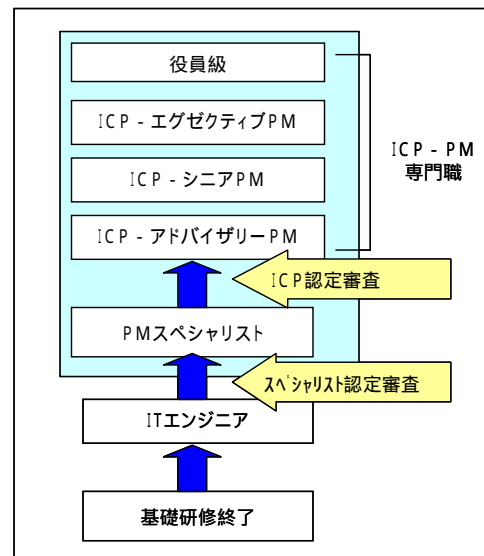 役員級
ICP - エグゼクティブPM
ICP - シニアPM
ICP - アドバイザリーPM
ICP - PM
専門職
ICP認定審査
PMスペシャリスト
スペシャリスト認定審査
ITエンジニア
基礎研修終了